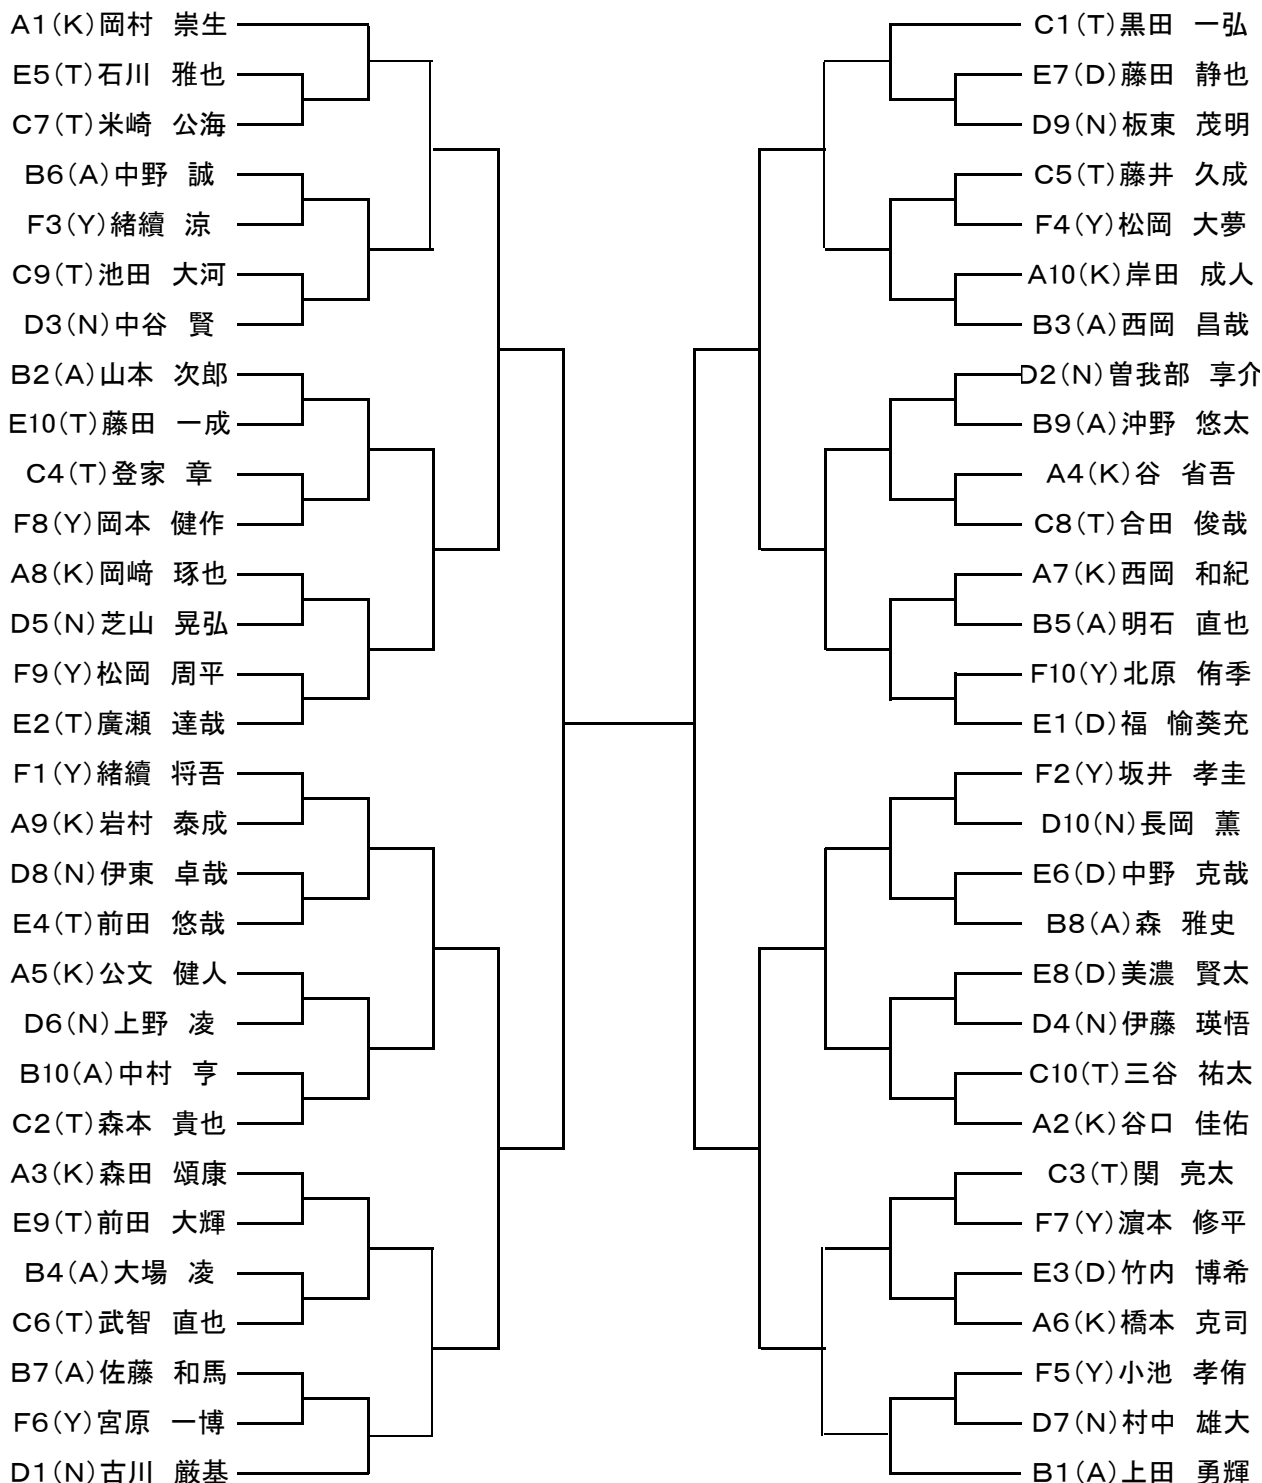 A1(K)岡村 崇生
E5(T)石川 雅也
C7(T)米崎 公海
B6(A)中野 誠
F3(Y)緒續 涼
C9(T)池田 大河
D3(N)中谷 賢
B2(A)山本 次郎
E10(T)藤田 一成
C4(T)登家 章
F8(Y)岡本 健作
A8(K)岡﨑 琢也
D5(N)芝山 晃弘
F9(Y)松岡 周平
E2(T)廣瀬 達哉
F1(Y)緒續 将吾
A9(K)岩村 泰成
D8(N)伊東 卓哉
E4(T)前田 悠哉
A5(K)公文 健人
D6(N)上野 凌
B10(A)中村 亨
C2(T)森本 貴也
A3(K)森田 頌康
E9(T)前田 大輝
B4(A)大場 凌
C6(T)武智 直也
B7(A)佐藤 和馬
F6(Y)宮原 一博
D1(N)古川 厳基
C1(T)黒田 一弘
E7(D)藤田 静也
D9(N)板東 茂明
C5(T)藤井 久成
F4(Y)松岡 大夢
A10(K)岸田 成人
B3(A)西岡 昌哉
D2(N)曽我部 享介
B9(A)沖野 悠太
A4(K)谷 省吾
C8(T)合田 俊哉
A7(K)西岡 和紀
B5(A)明石 直也
F10(Y)北原 侑季
E1(D)福 愉葵充
F2(Y)坂井 孝圭
D10(N)長岡 薫
E6(D)中野 克哉
B8(A)森 雅史
E8(D)美濃 賢太
D4(N)伊藤 瑛悟
C10(T)三谷 祐太
A2(K)谷口 佳佑
C3(T)関 亮太
F7(Y)濵本 修平
E3(D)竹内 博希
A6(K)橋本 克司
F5(Y)小池 孝侑
D7(N)村中 雄大
B1(A)上田 勇輝